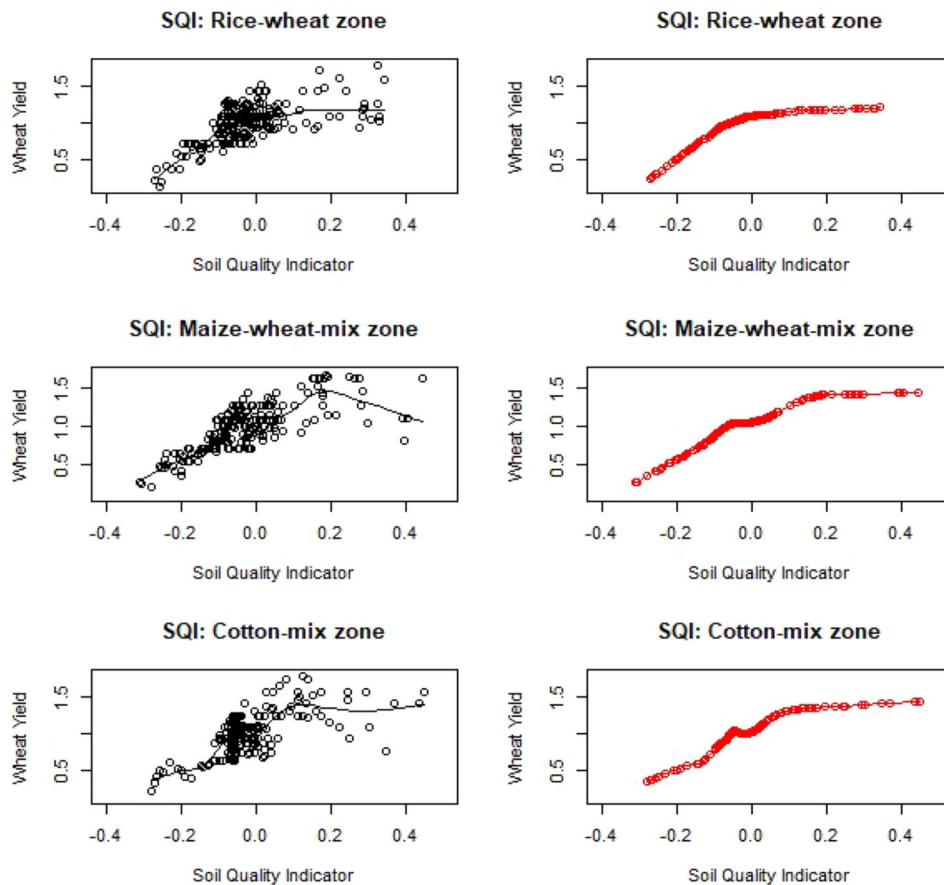 SQI: Rice-wheat zone
Wheat Yield
0.5
1.5
-0.4 -0.2 0.0 0.2 0.4
Soil Quality Indicator
SQI: Rice-wheat zone
Wheat Yield
0.5
1.5
-0.4 -0.2 0.0 0.2 0.4
Soil Quality Indicator
SQI: Maize-wheat-mix zone
Wheat Yield
0.5
1.0
1.5
-0.4 -0.2 0.0 0.2 0.4
Soil Quality Indicator
SQI: Maize-wheat-mix zone
Wheat Yield
0.5
1.0
1.5
-0.4 -0.2 0.0 0.2 0.4
Soil Quality Indicator
SQI: Cotton-mix zone
Wheat Yield
0.5
1.5
-0.4 -0.2 0.0 0.2 0.4
Soil Quality Indicator
SQI: Cotton-mix zone
Wheat Yield
0.5
1.5
-0.4 -0.2 0.0 0.2 0.4
Soil Quality Indicator